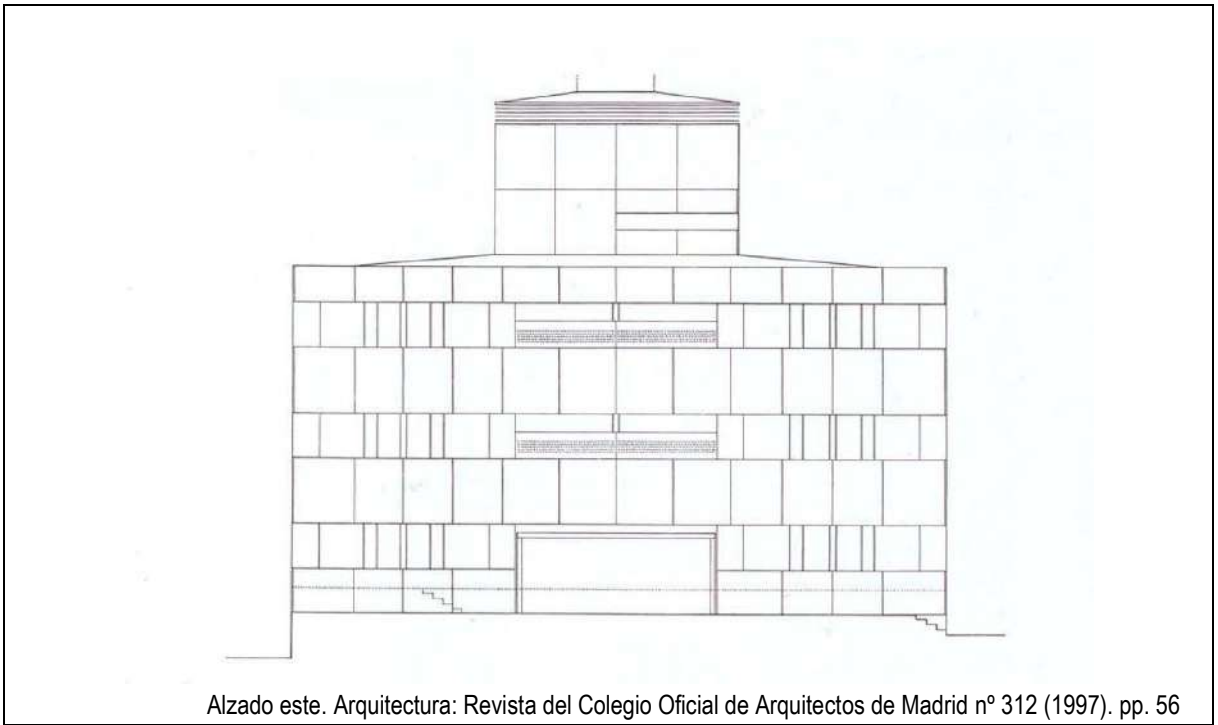 Alzado este. Arquitectura: Revista del Colegio Oficial de Arquitectos de Madrid nº 312 (1997). pp. 56